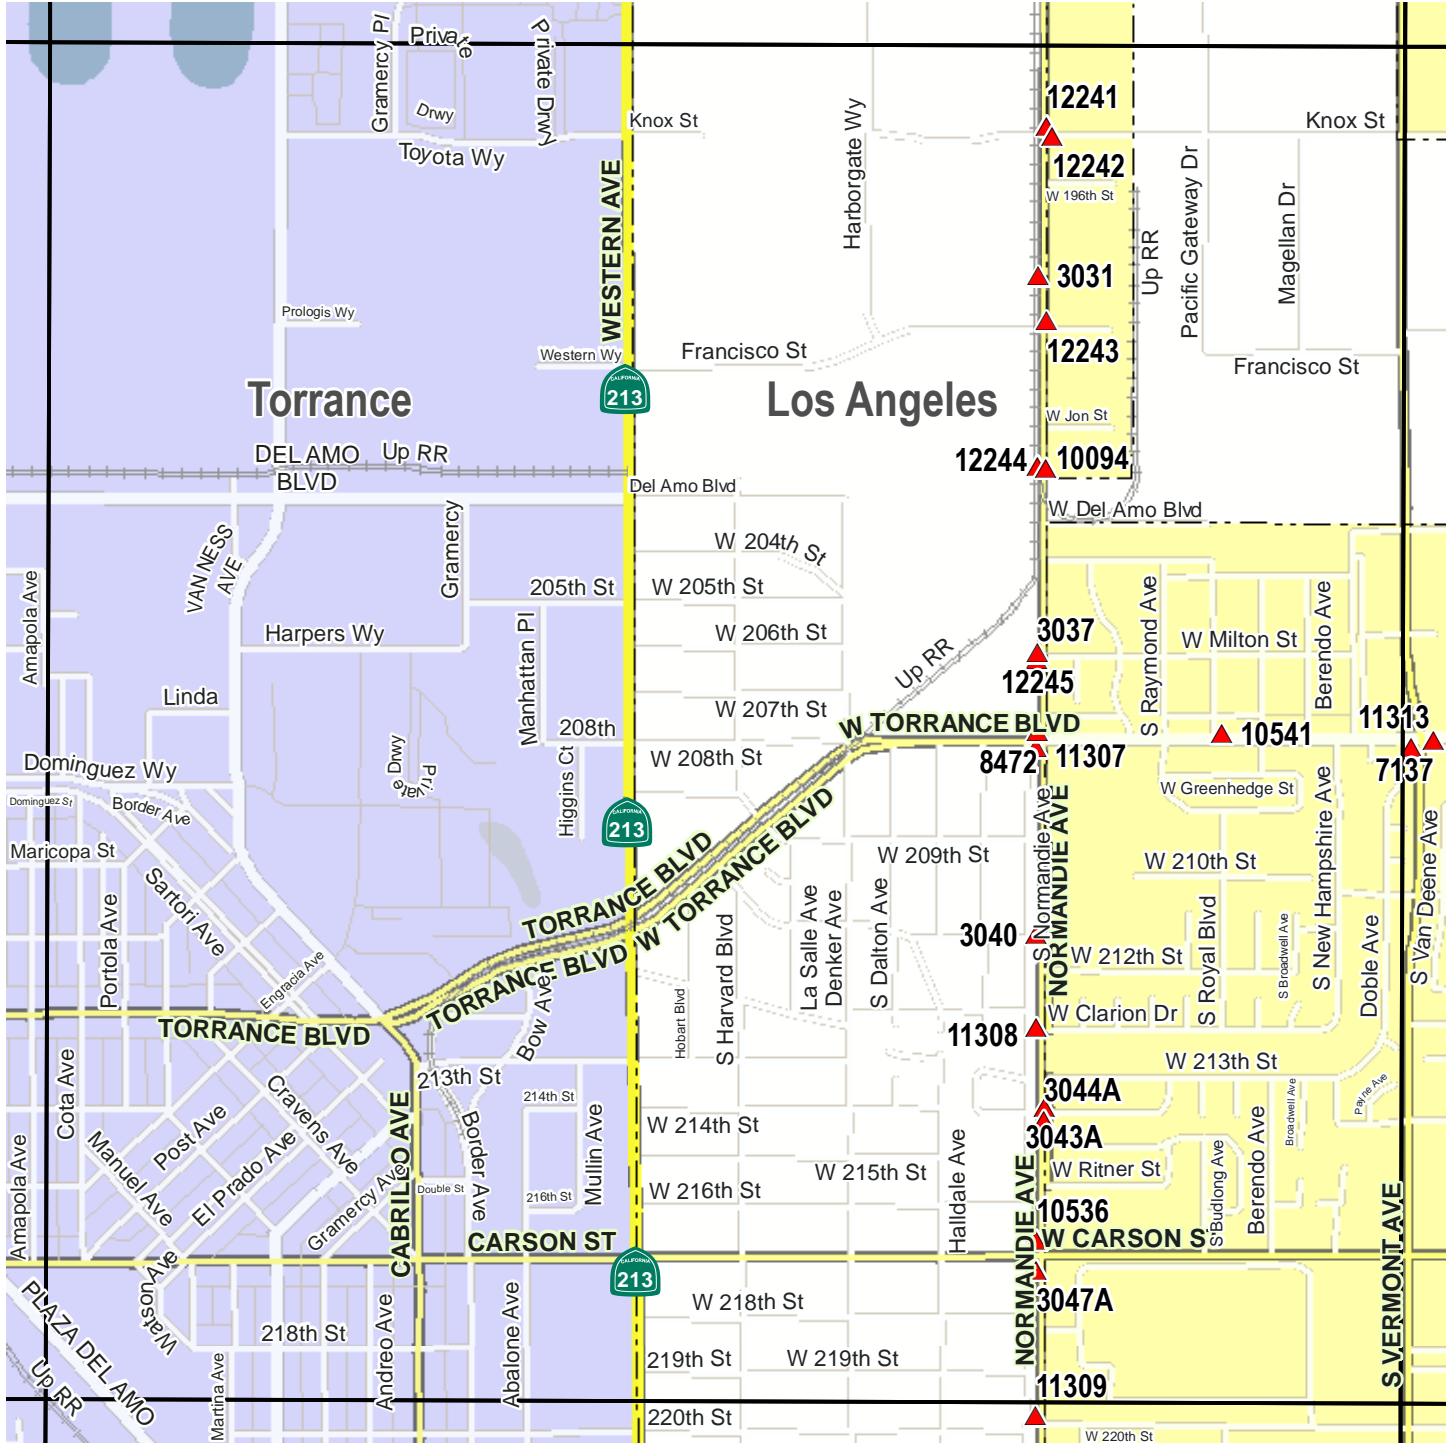 Gramercy Pl
Private
Private Drwy
Drwy
Toyota Wy
Knox St
Harborgate Wy
12241
12242
W 196th St
Knox St
Pacific Gateway Dr
Magellan Dr
Up RR
WESTERN AVE
3031
Prologis Wy
Western Wy
Francisco St
12243
Francisco St
CALIFORNIA
213
Torrance
Los Angeles
W Jon St
DEL AMO
BLVD
Up RR
12244
10094
Del Amo Blvd
W Del Amo Blvd
VAN NESS
AVE
Gramercy
W 204th St
Amapola Ave
205th St
W 205th St
S Raymond Ave
Berendo Ave
Harpers Wy
Manhattan Pl
W 206th St
3037
W Milton St
Up RR
12245
Linda
W 207th St
208th
W TORRANCE BLVD
10541
11313
W 208th St
8472
11307
7137
Dominguez Wy
Private
Drwy
Higgins Ct
W Greenhedge St
Dominguez St
Border Ave
CALIFORNIA
213
Maricopa St
TORRANCE BLVD
W TORRANCE BLVD
W 209th St
S Normandie Ave
NORMANDIE AVE
W 210th St
S New Hampshire Ave
S Van Deene Ave
Sartori Ave
Portola Ave
La Salle Ave
Denker Ave
S Dalton Ave
S Harvard Blvd
3040
W 212th St
S Royal Blvd
S Broadwell Ave
Doble Ave
Engracia Ave
TORRANCE BLVD
Bow Ave
Hobart Blvd
TORRANCE BLVD
11308
W Clarion Dr
W 213th St
Cota Ave
213th St
Cravens Ave
214th St
3044A
Broadwell Ave
Payne Ave
Post Ave
Manuel Ave
El Prado Ave
Border Ave
Mullin Ave
W 214th St
3043A
Amapola Ave
Gramercy Ave
CABRILLO AVE
Double St
216th St
W 215th St
W 216th St
Halldale Ave
W Ritner St
S Budlong Ave
Berendo Ave
NORMANDIE AVE
10536
CARSON ST
W CARSON ST
S VERMONT AVE
Watson Ave
CALIFORNIA
213
3047A
PLAZA DEL AMO
Up RR
218th St
Martina Ave
Andreo Ave
Abalone Ave
W 218th St
219th St
W 219th St
11309
220th St
W 220th St